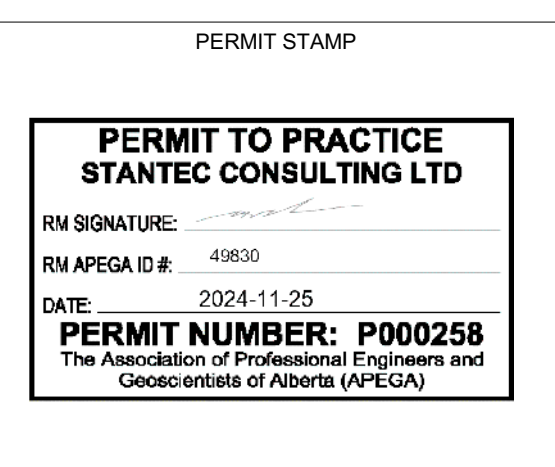 PERMIT STAMP
PERMIT TO PRACTICE
STANTEC CONSULTING LTD
RM SIGNATURE:
RM APEGA ID #: 49830
DATE: 2024-11-25
PERMIT NUMBER: P000258
The Association of Professional Engineers and
Geoscientists of Alberta (APEGA)